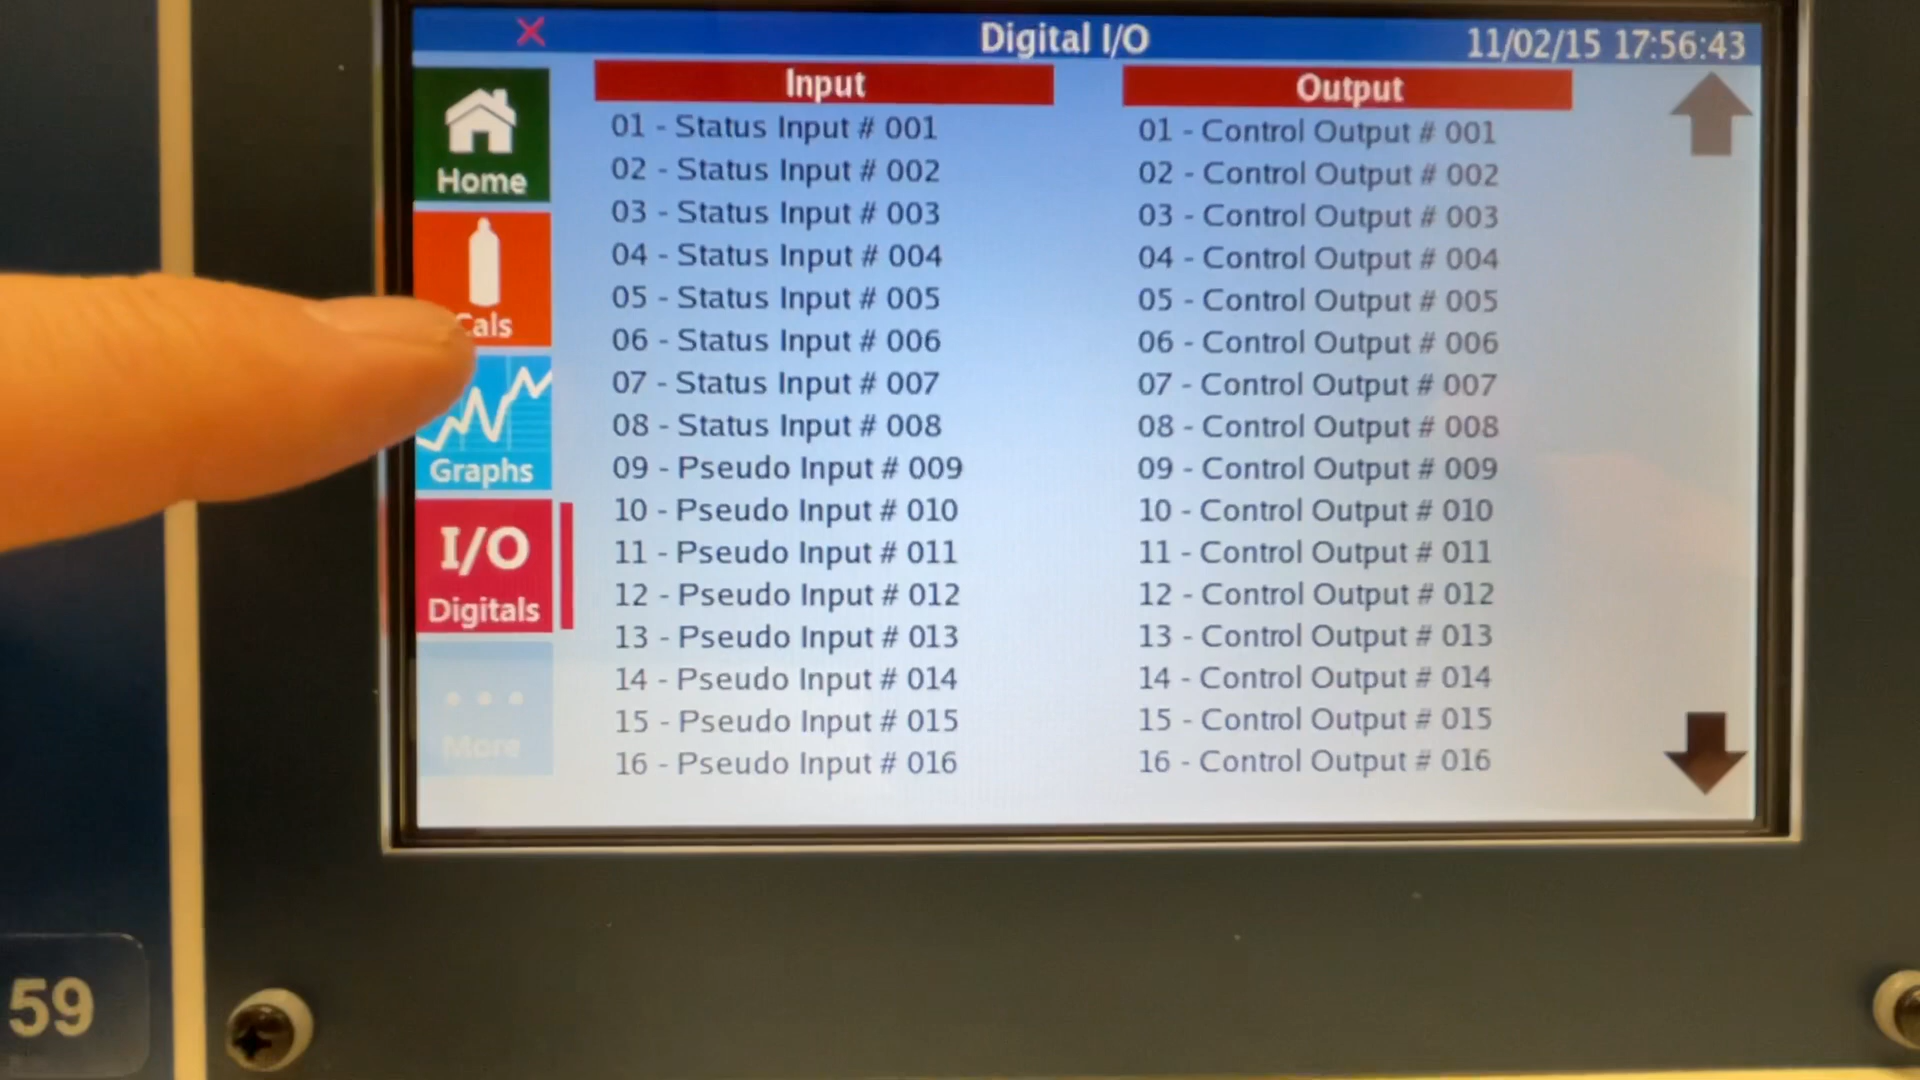 Digital I/O
11/02/15 17:56:43
Home
Cals
Graphs
I/O
Digitals
More
Input
01 - Status Input # 001
02 - Status Input # 002
03 - Status Input # 003
04 - Status Input # 004
05 - Status Input # 005
06 - Status Input # 006
07 - Status Input # 007
08 - Status Input # 008
09 - Pseudo Input # 009
10 - Pseudo Input # 010
11 - Pseudo Input # 011
12 - Pseudo Input # 012
13 - Pseudo Input # 013
14 - Pseudo Input # 014
15 - Pseudo Input # 015
16 - Pseudo Input # 016
Output
01 - Control Output # 001
02 - Control Output # 002
03 - Control Output # 003
04 - Control Output # 004
05 - Control Output # 005
06 - Control Output # 006
07 - Control Output # 007
08 - Control Output # 008
09 - Control Output # 009
10 - Control Output # 010
11 - Control Output # 011
12 - Control Output # 012
13 - Control Output # 013
14 - Control Output # 014
15 - Control Output # 015
16 - Control Output # 016
59